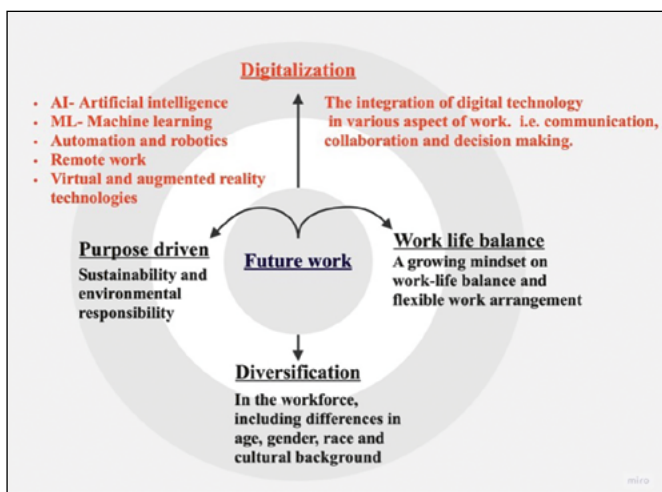 Digitalization
• AI- Artificial intelligence
• ML- Machine learning
• Automation and robotics
• Remote work
• Virtual and augmented reality
technologies
The integration of digital technology
in various aspect of work. i.e. communication,
collaboration and decision making.
Purpose driven
Sustainability and
environmental
responsibility
Future work
Work life balance
A growing mindset on
work-life balance and
flexible work arrangement
Diversification
In the workforce,
including differences in
age, gender, race and
cultural background
miro